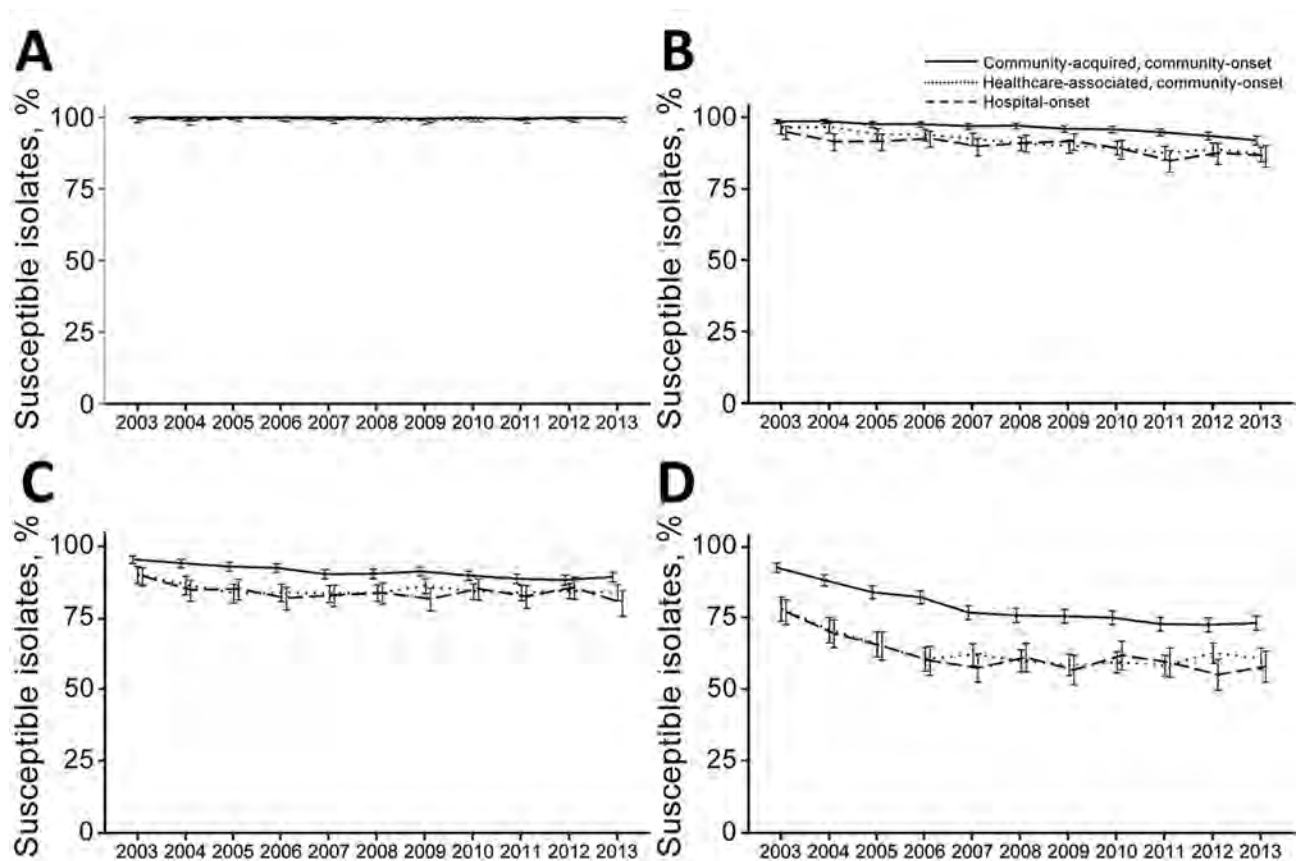 A
Susceptible isolates, %
100
75
50
25
0
2003 2004 2005 2006 2007 2008 2009 2010 2011 2012 2013
B
Community-acquired, community-onset
Healthcare-associated, community-onset
Hospital-onset
Susceptible isolates, %
100
75
50
25
0
2003 2004 2005 2006 2007 2008 2009 2010 2011 2012 2013
C
Susceptible isolates, %
100
75
50
25
0
2003 2004 2005 2006 2007 2008 2009 2010 2011 2012 2013
D
Susceptible isolates, %
100
75
50
25
0
2003 2004 2005 2006 2007 2008 2009 2010 2011 2012 2013